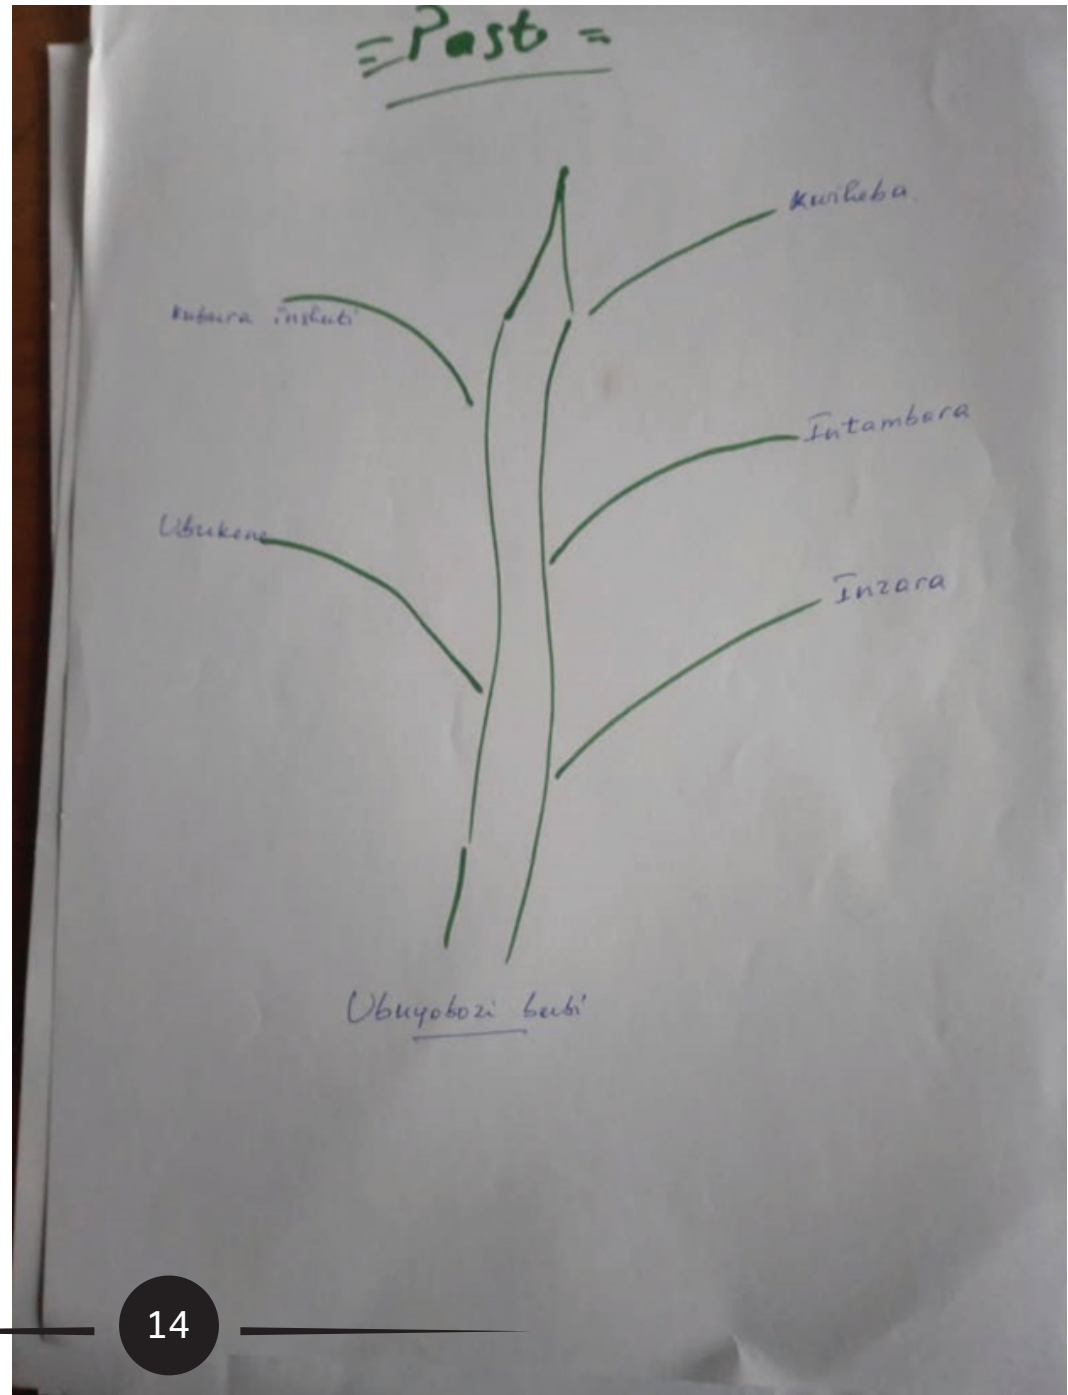 = Past =
Kwiheba
Kubura inshuti
Intambara
Ubukene
Inzara
Ubuyobozi bubi
14